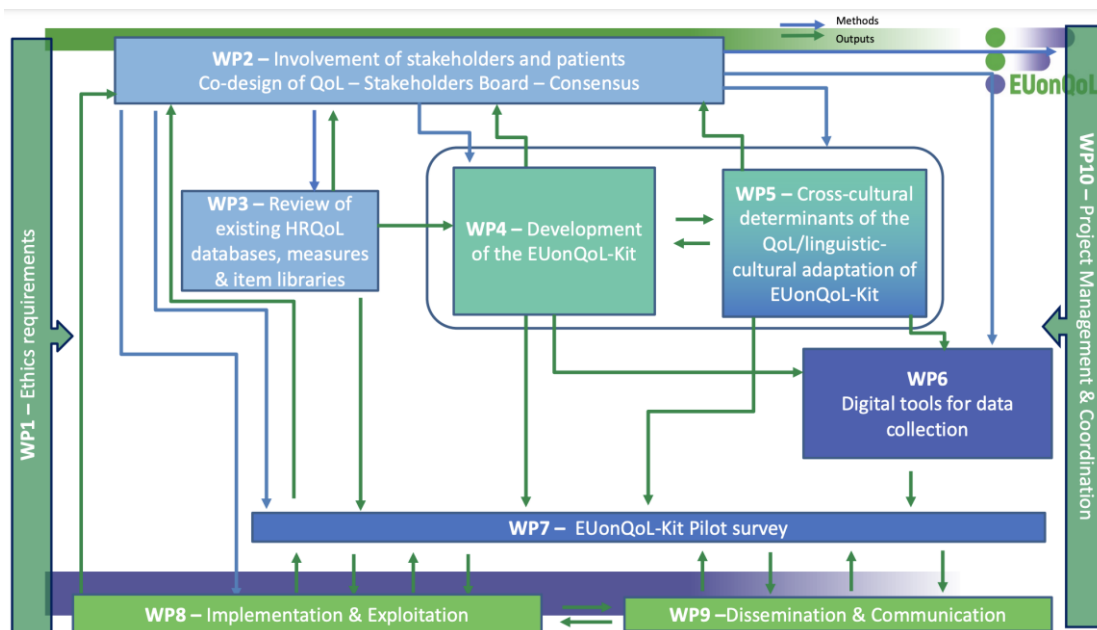 Methods
Outputs
WP2 – Involvement of stakeholders and patients
Co-design of QoL – Stakeholders Board – Consensus
EUonQoL
WP1 – Ethics requirements
WP3 – Review of
existing HRQoL
databases, measures
& item libraries
WP4 – Development
of the EUonQoL-Kit
WP5 – Cross-cultural
determinants of the
QoL/linguistic-
cultural adaptation of
EUonQoL-Kit
WP10 – Project Management & Coordination
WP6
Digital tools for data
collection
WP7 – EUonQoL-Kit Pilot survey
WP8 – Implementation & Exploitation
WP9 –Dissemination & Communication